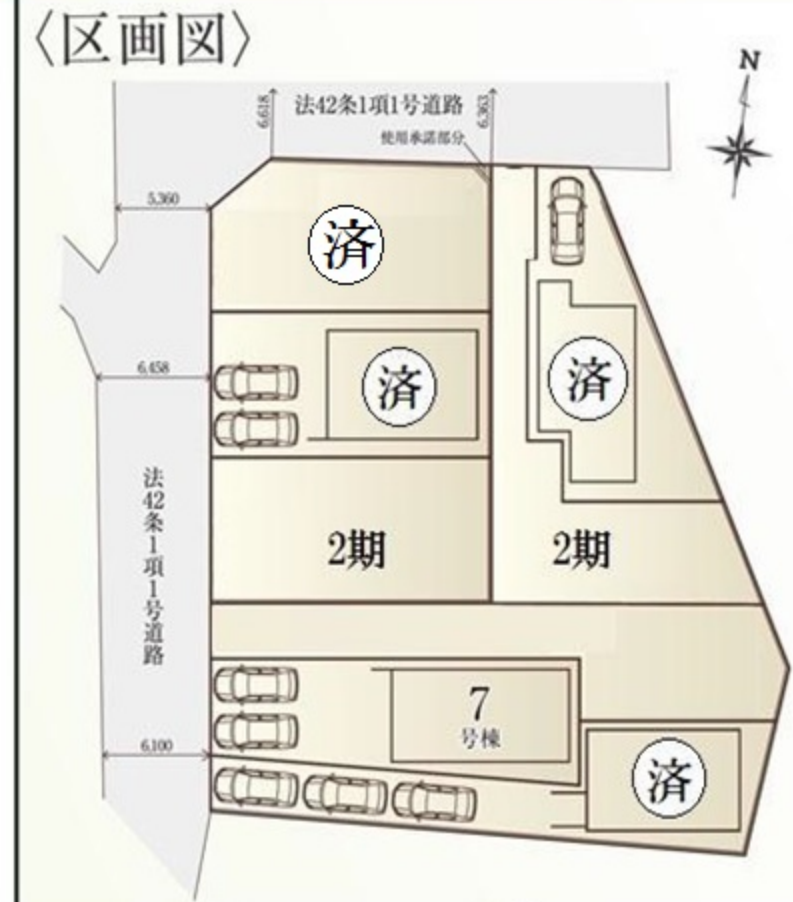 〈区画図〉
N
法42条1項1号道路
6.618
6.363
使用承諾部分
5.360
済
済
済
6.458
法42条1項1号道路
2期
2期
7
号棟
6.100
済